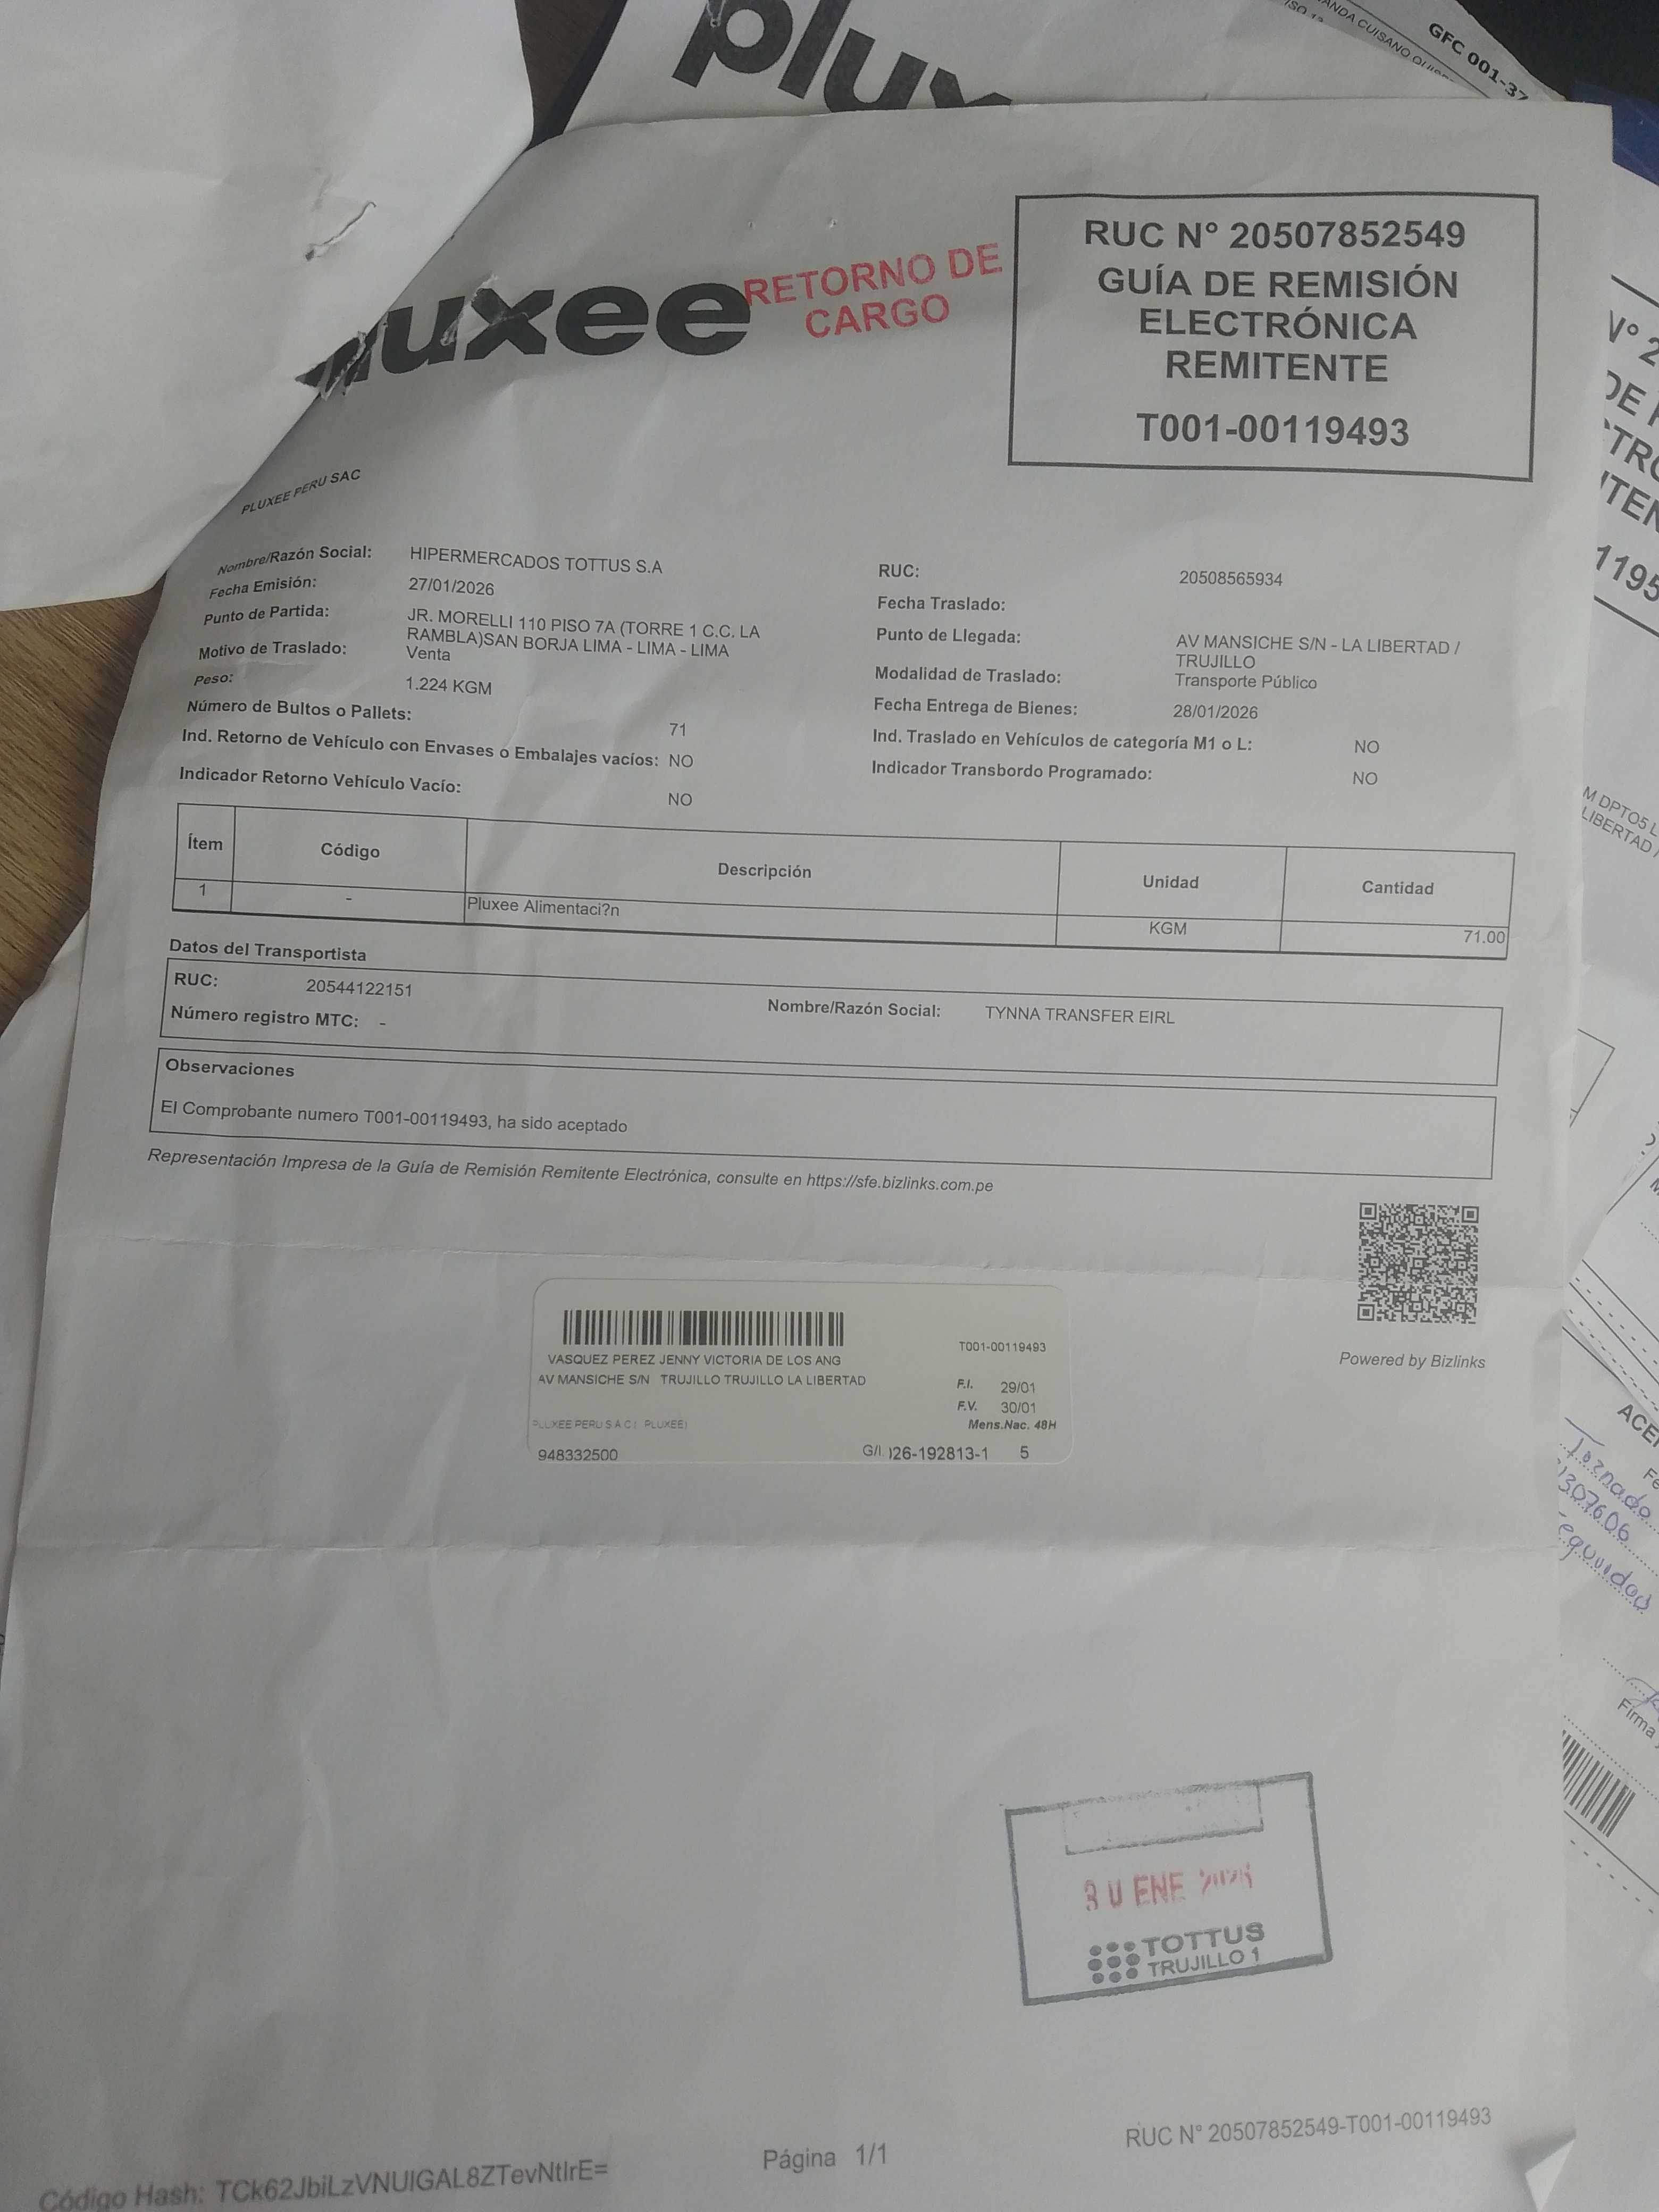 GFC 001-37
RETORNO DE
CARGO
RUC N° 20507852549
GUÍA DE REMISIÓN
ELECTRÓNICA
REMITENTE
T001-00119493
PLUXEE PERU SAC
Nombre/Razón Social: HIPERMERCADOS TOTTUS S.A
RUC: 20508565934
Fecha Emisión: 27/01/2026
Fecha Traslado:
Punto de Partida: JR. MORELLI 110 PISO 7A (TORRE 1 C.C. LA
RAMBLA)SAN BORJA LIMA - LIMA - LIMA
Punto de Llegada: AV MANSICHE S/N - LA LIBERTAD /
TRUJILLO
Motivo de Traslado: Venta
Modalidad de Traslado: Transporte Público
Peso: 1.224 KGM
Fecha Entrega de Bienes: 28/01/2026
Número de Bultos o Pallets: 71
Ind. Traslado en Vehículos de categoría M1 o L: NO
Ind. Retorno de Vehículo con Envases o Embalajes vacíos: NO
Indicador Transbordo Programado: NO
Indicador Retorno Vehículo Vacío: NO
Ítem Código Descripción Unidad Cantidad
1 - Pluxee Alimentaci?n KGM 71.00
Datos del Transportista
RUC: 20544122151
Nombre/Razón Social: TYNNA TRANSFER EIRL
Número registro MTC: -
Observaciones
El Comprobante numero T001-00119493, ha sido aceptado
Representación Impresa de la Guía de Remisión Remitente Electrónica, consulte en https://sfe.bizlinks.com.pe
Powered by Bizlinks
T001-00119493
VASQUEZ PEREZ JENNY VICTORIA DE LOS ANG
AV MANSICHE S/N TRUJILLO TRUJILLO LA LIBERTAD
F.I. 29/01
F.V. 30/01
PLUXEE PERU S A C ( PLUXEE)
Mens.Nac. 48H
948332500
G/I. 026-192813-1 5
30 ENE 2026
TOTTUS
TRUJILLO 1
Código Hash: TCk62JbiLzVNUIGAL8ZTevNtIrE=
Página 1/1
RUC N° 20507852549-T001-00119493